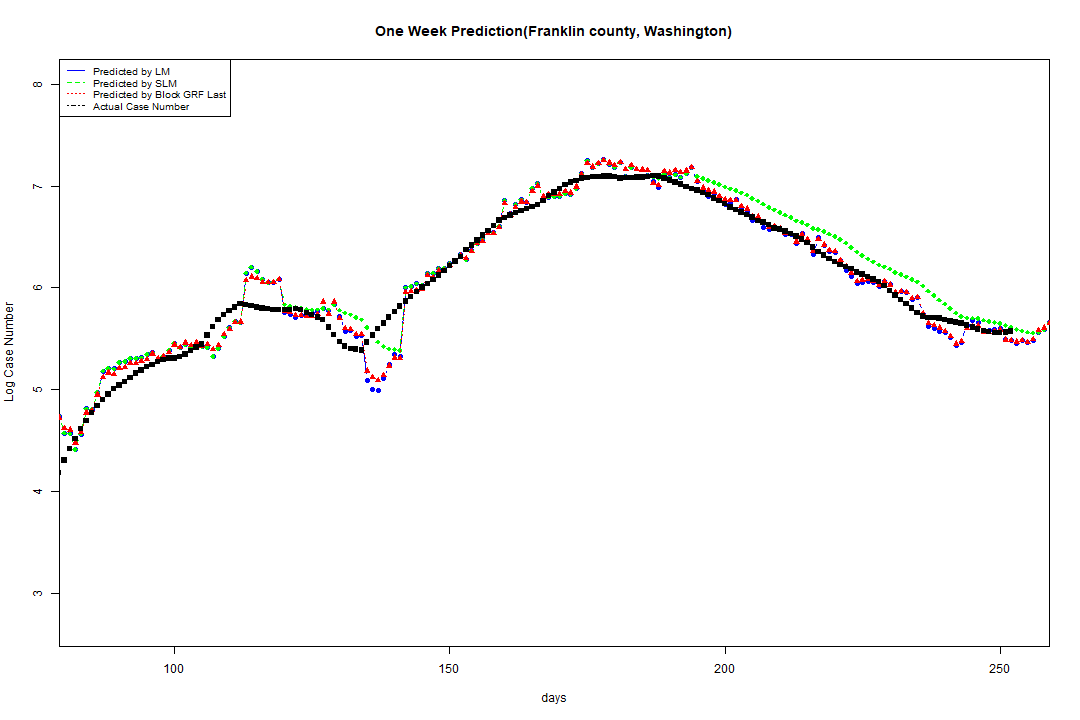 One Week Prediction(Franklin county, Washington)
Predicted by LM
Predicted by SLM
Predicted by Block GRF Last
Actual Case Number
8
7
6
5
4
3
Log Case Number
100
150
200
250
days